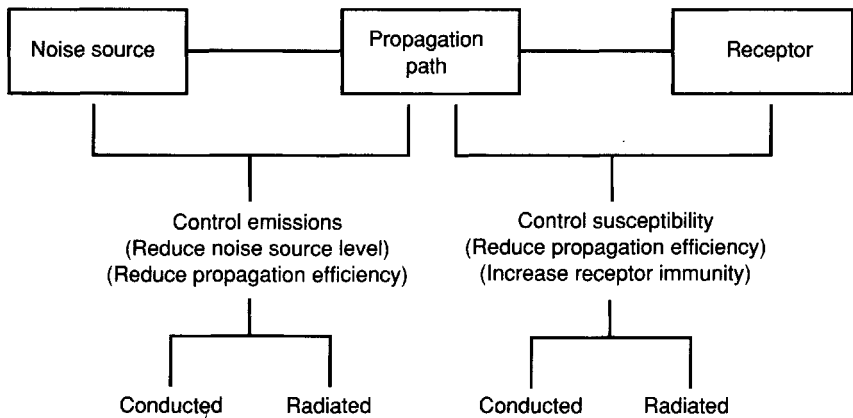 Noise source
Propagation
path
Receptor
Control emissions
(Reduce noise source level)
(Reduce propagation efficiency)
Control susceptibility
(Reduce propagation efficiency)
(Increase receptor immunity)
Conducted
Radiated
Conducted
Radiated